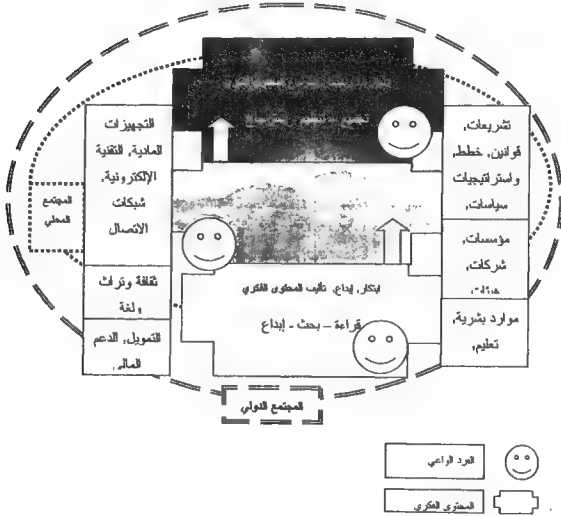 التجهيزات
المادية, التقنية
الإلكترونية,
شبكات
الاتصال
ثقافة وتراث
ولغة
التمويل, الدعم
المالي,
المجتمع
المحلي
تشريعات,
قوانين, خطط,
واستراتيجيات
سياسات,
مؤسسات,
شركات,
هيئات,
موارد بشرية,
تعليم,
ابتكار, إبداع, تأليف المحتوى الفكري
قراءة – بحث - إبداع
المجتمع الدولي
الفرد الواعي
المحتوى الفكري